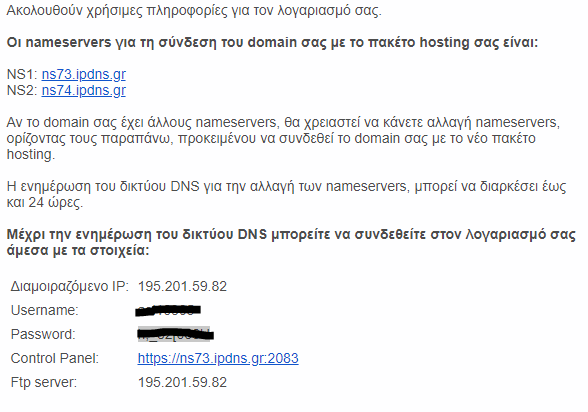 Ακολουθούν χρήσιμες πληροφορίες για τον λογαριασμό σας.
Οι nameservers για τη σύνδεση του domain σας με το πακέτο hosting σας είναι:
NS1: ns73.ipdns.gr
NS2: ns74.ipdns.gr
Αν το domain σας έχει άλλους nameservers, θα χρειαστεί να κάνετε αλλαγή nameservers,
ορίζοντας τους παραπάνω, προκειμένου να συνδεθεί το domain σας με το νέο πακέτο
hosting.
Η ενημέρωση του δικτύου DNS για την αλλαγή των nameservers, μπορεί να διαρκέσει έως
και 24 ώρες.
Μέχρι την ενημέρωση του δικτύου DNS μπορείτε να συνδεθείτε στον λογαριασμό σας
άμεσα με τα στοιχεία:
Διαμοιραζόμενο IP: 195.201.59.82
Username:
Password:
Control Panel: https://ns73.ipdns.gr:2083
Ftp server: 195.201.59.82